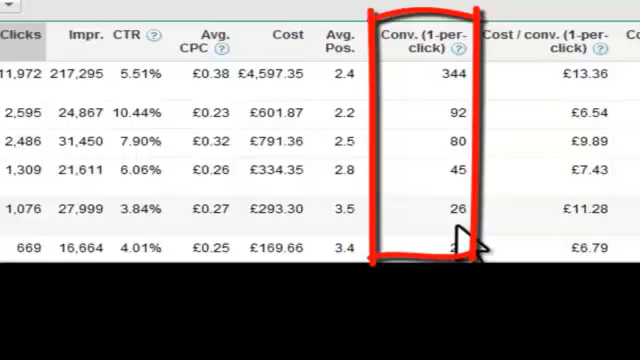 Clicks Impr. CTR ? Avg. CPC ? Cost Avg. Pos. Conv. (1-per-click) ? Cost / conv. (1-per-click) ?
11,972 217,295 5.51% £0.38 £4,597.35 2.4 344 £13.36
2,595 24,867 10.44% £0.23 £601.87 2.2 92 £6.54
2,486 31,450 7.90% £0.32 £791.36 2.5 80 £9.89
1,309 21,611 6.06% £0.26 £334.35 2.8 45 £7.43
1,076 27,999 3.84% £0.27 £293.30 3.5 26 £11.28
669 16,664 4.01% £0.25 £169.66 3.4 £6.79